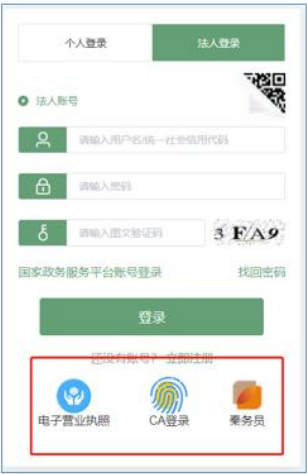 个人登录 法人登录
法人账号
请输入用户名/统一社会信用代码
请输入密码
请输入图文验证码 3 F A 9
国家政务服务平台账号登录 找回密码
登录
还没有账号？ 立即注册
电子营业执照 CA登录 秦务员